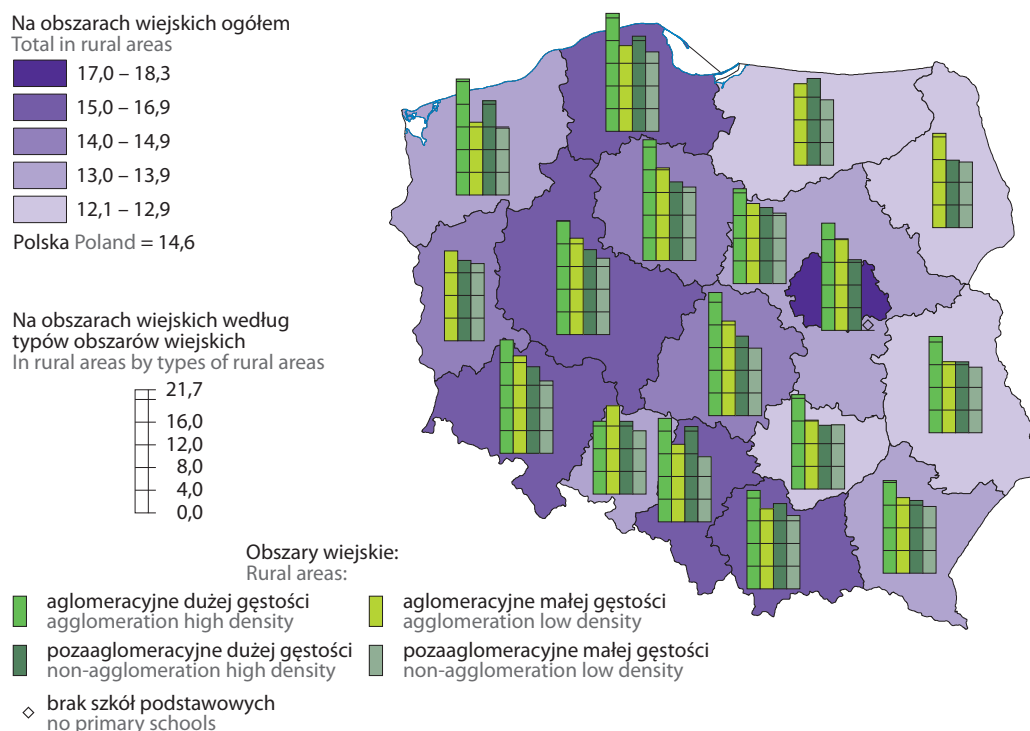 Na obszarach wiejskich ogółem
Total in rural areas
17,0 – 18,3
15,0 – 16,9
14,0 – 14,9
13,0 – 13,9
12,1 – 12,9
Polska Poland = 14,6
Na obszarach wiejskich według
typów obszarów wiejskich
In rural areas by types of rural areas
21,7
16,0
12,0
8,0
4,0
0,0
Obszary wiejskie:
Rural areas:
aglomeracyjne dużej gęstości
agglomeration high density
aglomeracyjne małej gęstości
agglomeration low density
pozaaglomeracyjne dużej gęstości
non-agglomeration high density
pozaaglomeracyjne małej gęstości
non-agglomeration low density
brak szkół podstawowych
no primary schools